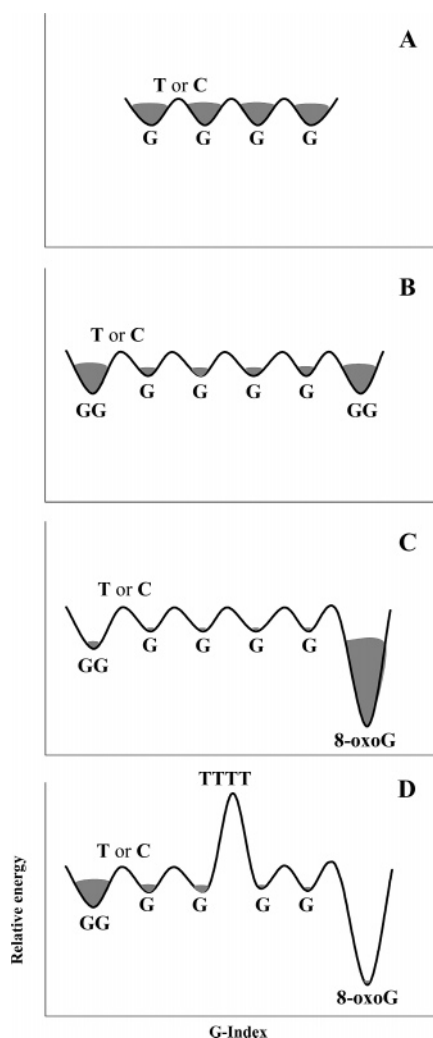 A
T or C
G G G G
B
T or C
GG G G G G GG
C
T or C
GG G G G G 8-oxoG
D
TTTT
T or C
GG G G G G
8-oxoG
Relative energy
G-Index